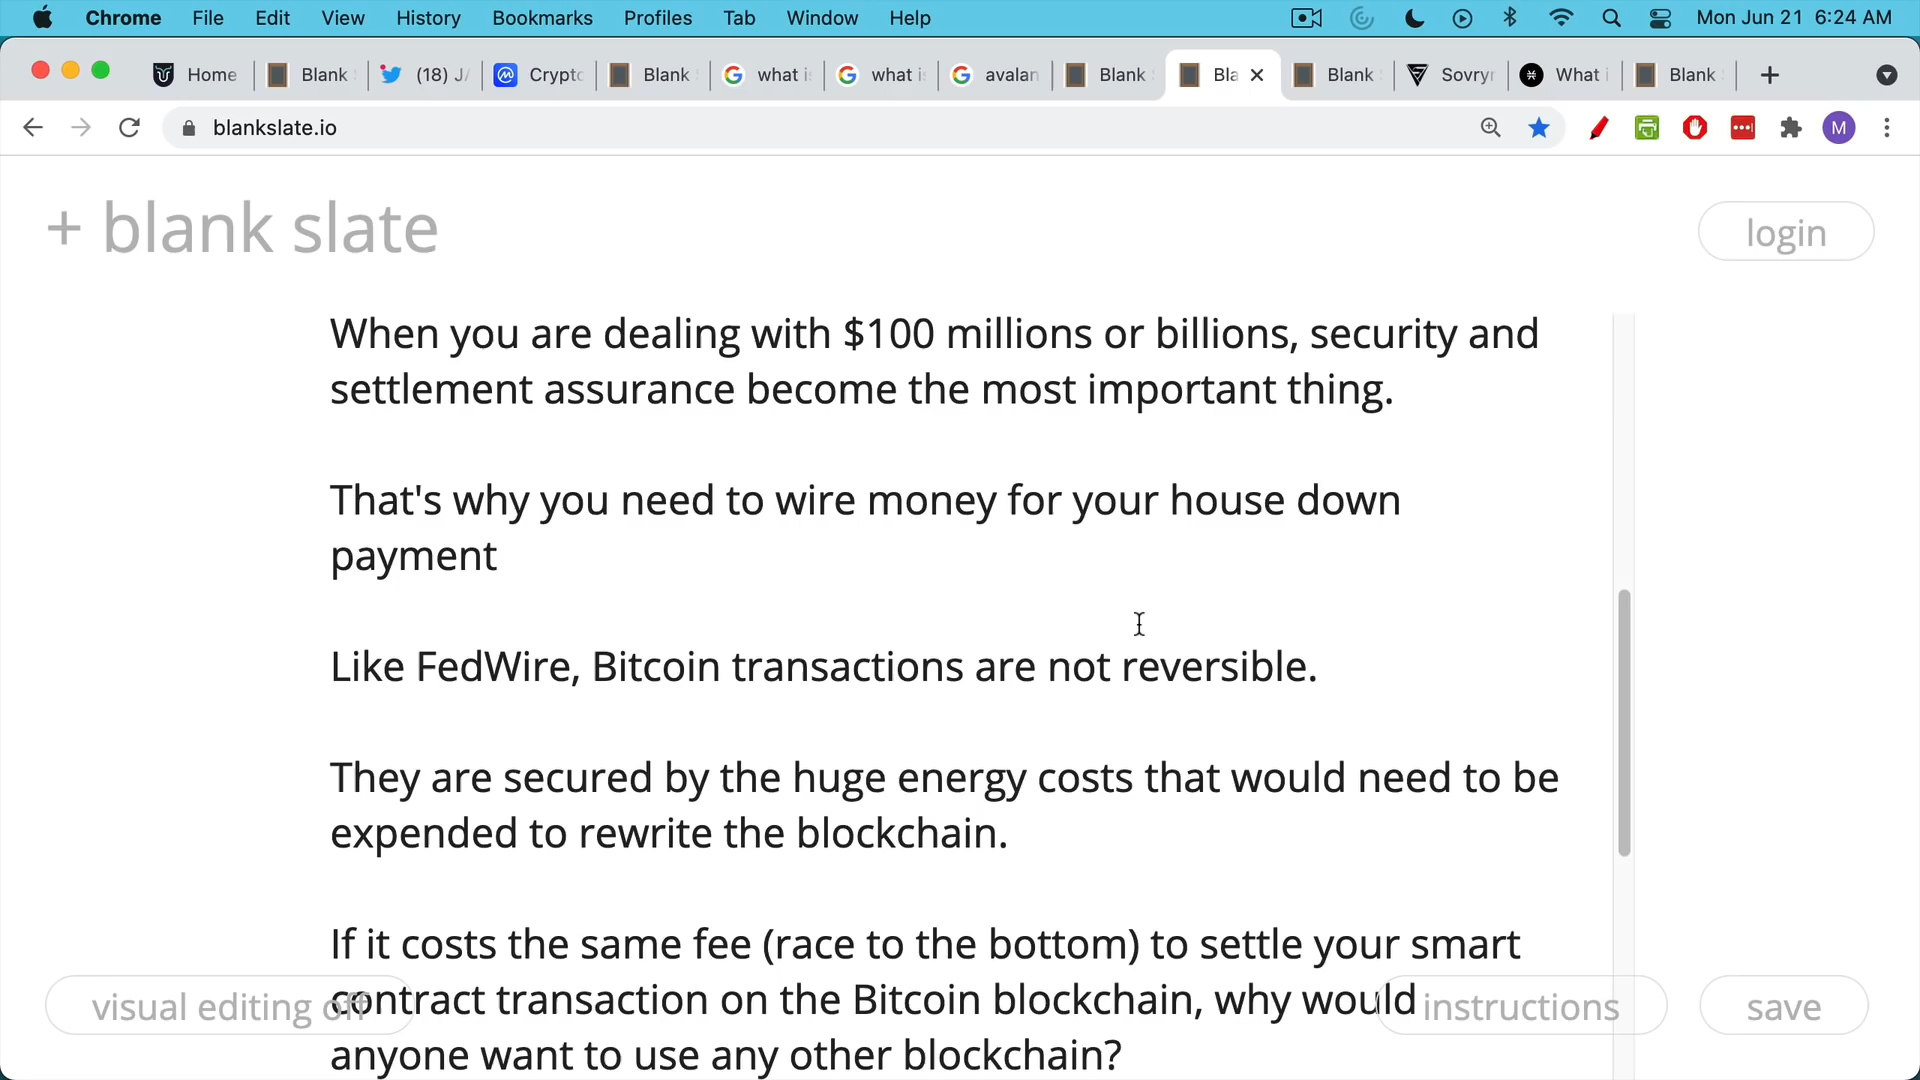 Chrome File Edit View History Bookmarks Profiles Tab Window Help Mon Jun 21 6:24 AM
Home Blank (18) Crypto Blank what i what i avalan Blank Bla Blank Sovryn What i Blank
blankslate.io M
+ blank slate login
When you are dealing with $100 millions or billions, security and
settlement assurance become the most important thing.
That's why you need to wire money for your house down
payment
Like FedWire, Bitcoin transactions are not reversible.
They are secured by the huge energy costs that would need to be
expended to rewrite the blockchain.
If it costs the same fee (race to the bottom) to settle your smart
contract transaction on the Bitcoin blockchain, why would
anyone want to use any other blockchain?
visual editing off instructions save